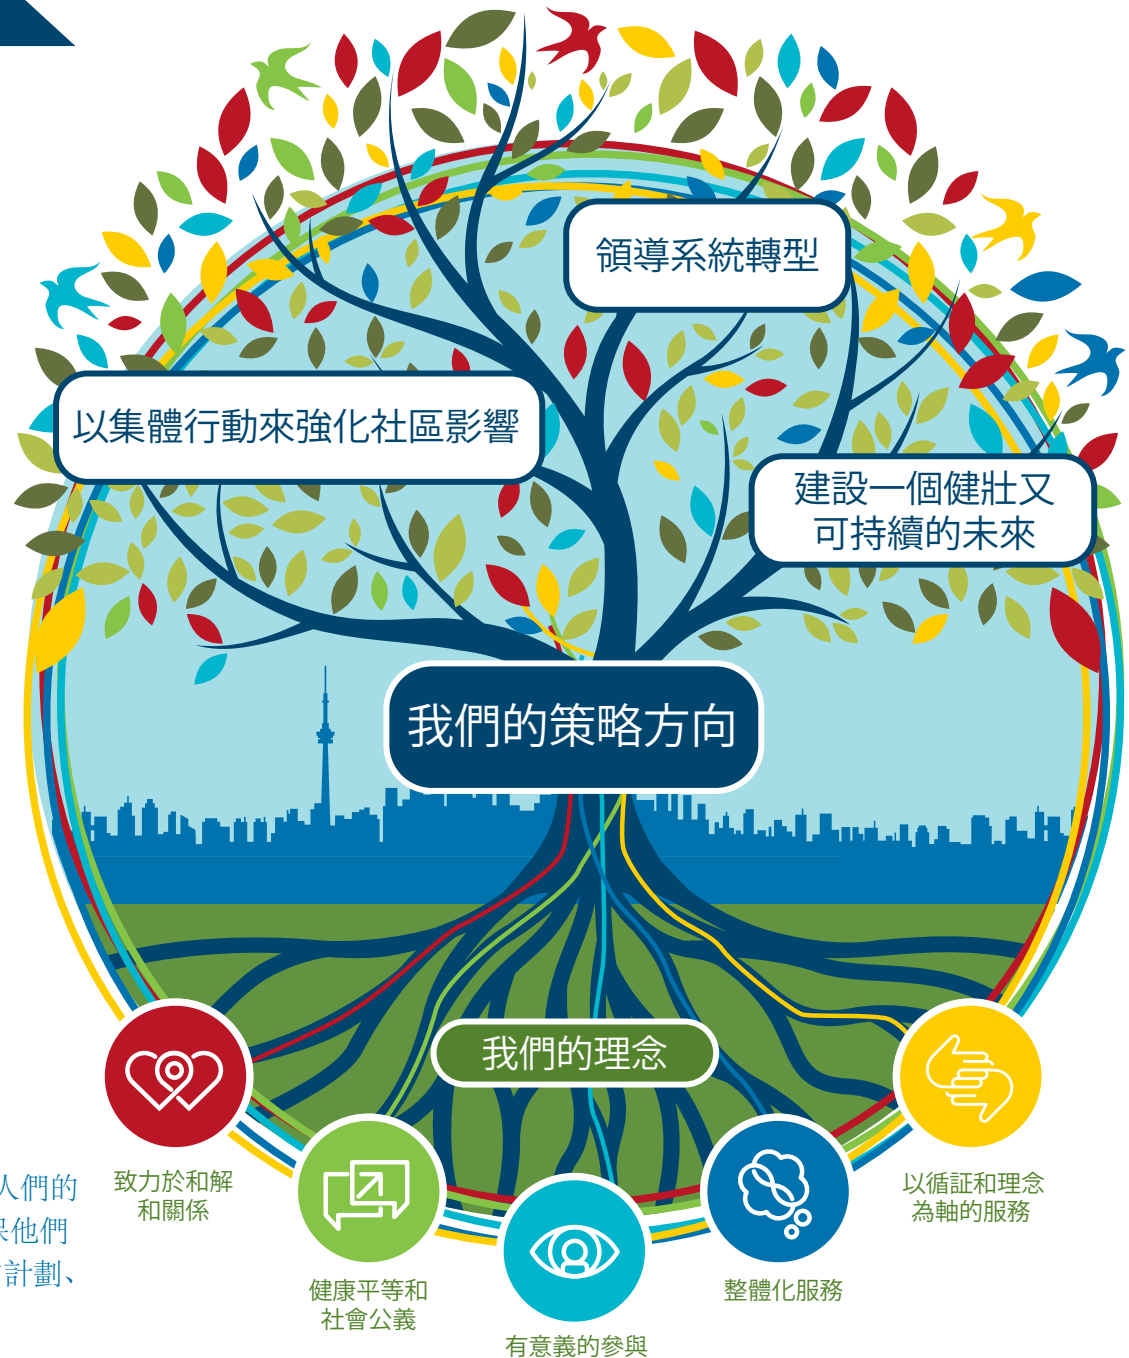 領導系統轉型
以集體行動來強化社區影響
建設一個健壯又
可持續的未來
我們的策略方向
我們的理念
人們的
他們
計劃、
致力於和解
和關係
健康平等和
社會公義
有意義的參與
整體化服務
以循証和理念
為軸的服務